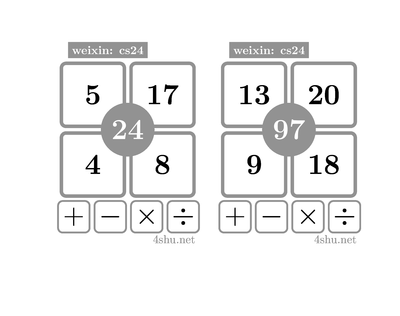 weixin: cs24
5 17
24
4 8
+ − × ÷
4shu.net
weixin: cs24
13 20
97
9 18
+ − × ÷
4shu.net